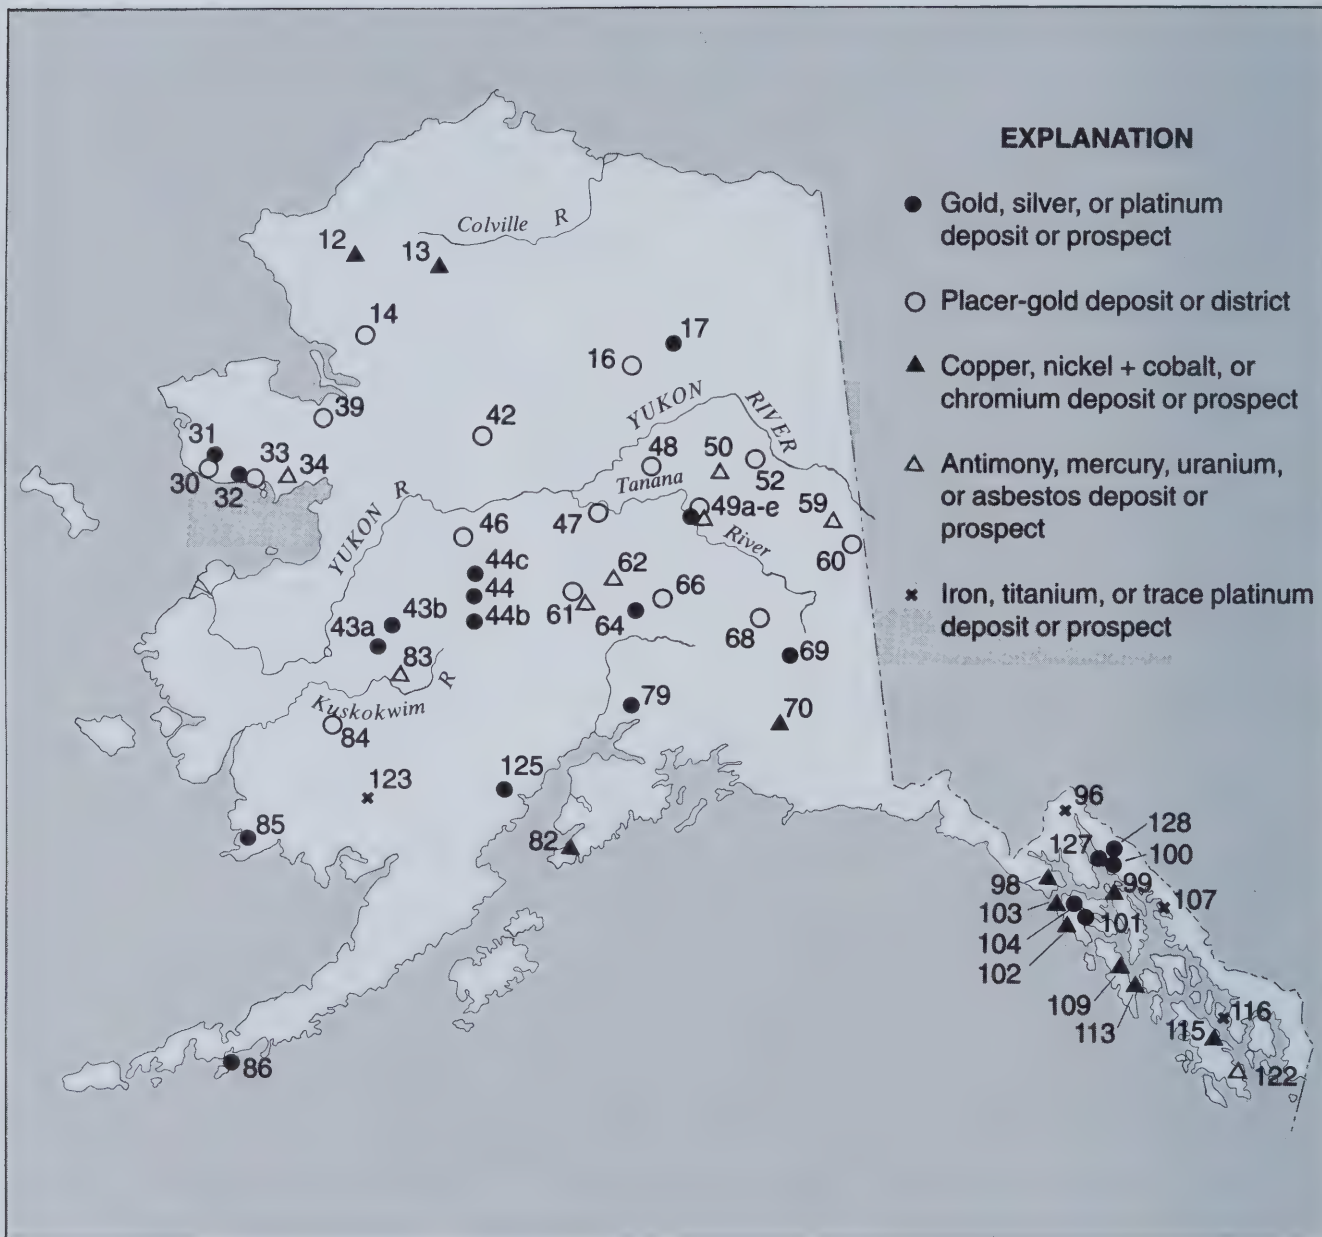 EXPLANATION
Gold, silver, or platinum
deposit or prospect
Placer-gold deposit or district
Copper, nickel + cobalt, or
chromium deposit or prospect
Antimony, mercury, uranium,
or asbestos deposit or
prospect
Iron, titanium, or trace platinum
deposit or prospect
Colville R
12
13
14
17
16
YUKON RIVER
39
42
31
33
34
30
32
48
50
52
Tanana River
49a-e
59
60
YUKON R
46
47
44c
44
44b
62
61
64
66
68
69
43b
43a
83
Kuskokwim R
84
79
70
123
125
85
82
86
96
128
127
100
98
99
107
103
101
104
102
109
113
116
115
122